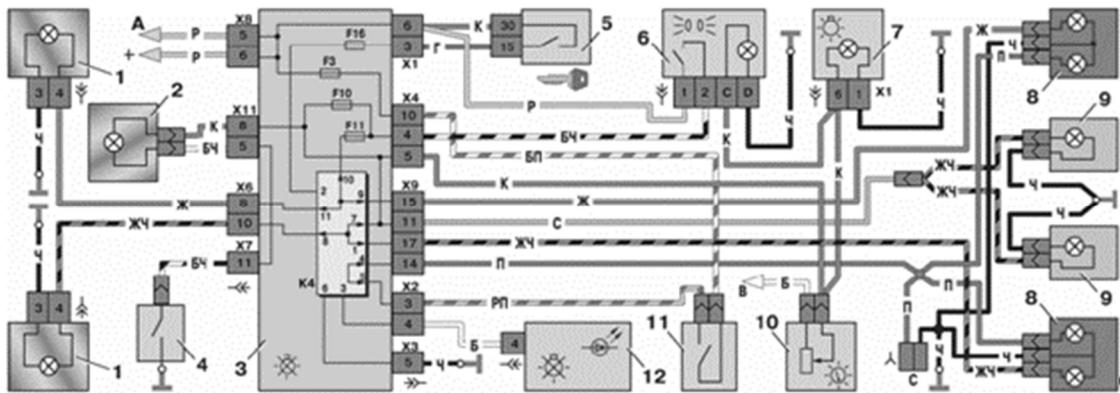 А
Р
+
Р
X8
5
6
F16
F3
F10
F11
6
3
X1
К
Г
30
15
5
6
1
2
C
D
7
6
1
X1
Ж
Ч
П
8
1
3
4
2
К
БЧ
X11
8
5
X4
10
4
5
Р
БЧ
БП
К
Ч
К
К
Ч
9
ЖЧ
ЖЧ
Ч
Ч
Ч
X6
8
10
Ж
ЖЧ
10
2
9
11
7
8
1
K4
6
3
5
X9
15
11
17
14
Ж
С
ЖЧ
П
9
Ч
X7
11
БЧ
4
3
X2
3
4
РП
Б
X3
5
Ч
4
12
11
В
Б
10
П
П
С
Ч
Ч
ЖЧ
8
3
4
1